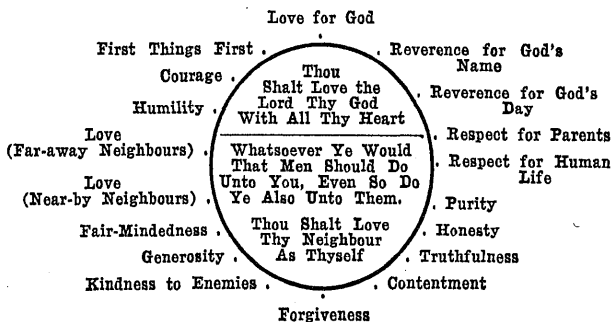 Love for God
First Things First
Courage
Humility
Love
(Far-away Neighbours)
Love
(Near-by Neighbours)
Fair-Mindedness
Generosity
Kindness to Enemies
Forgiveness
Reverence for God's
Name
Reverence for God's
Day
Respect for Parents
Respect for Human
Life
Purity
Honesty
Truthfulness
Contentment
Thou
Shalt Love the
Lord Thy God
With All Thy Heart
Whatsoever Ye Would
That Men Should Do
Unto You, Even So Do
Ye Also Unto Them.
Thou Shalt Love
Thy Neighbour
As Thyself